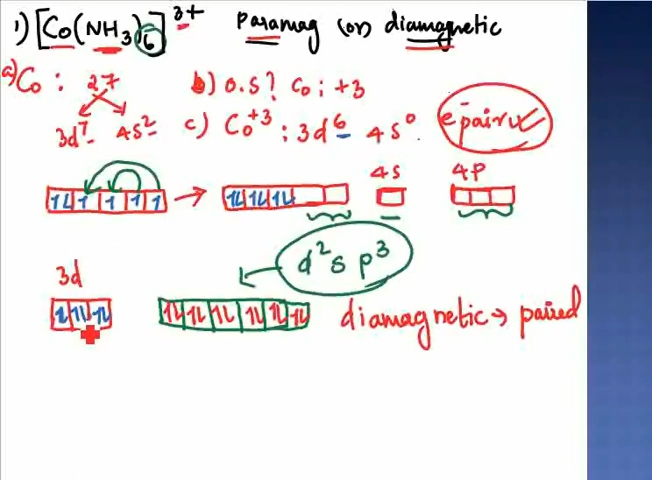 1) [Co(NH3)6]3+ Paramag (or) diamagnetic
a) Co : 27 b) O.S? Co : +3
3d7 4s2 c) Co+3 : 3d6 4s0 e pairing
4s 4P
d2sp3
3d
diamagnetic → paired